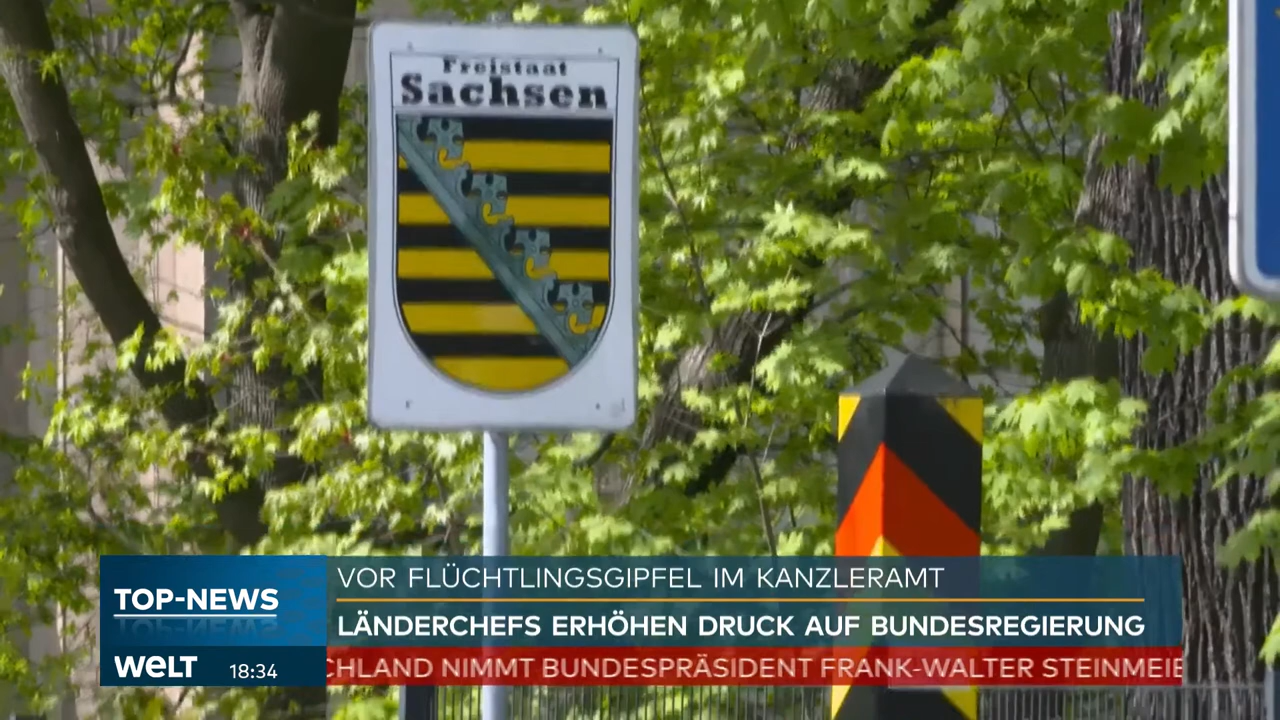 Freistaat
Sachsen
TOP-NEWS
VOR FLÜCHTLINGSGIPFEL IM KANZLERAMT
LÄNDERCHEFS ERHÖHEN DRUCK AUF BUNDESREGIERUNG
welt 18:34
CHLAND NIMMT BUNDESPRÄSIDENT FRANK-WALTER STEINMEIE